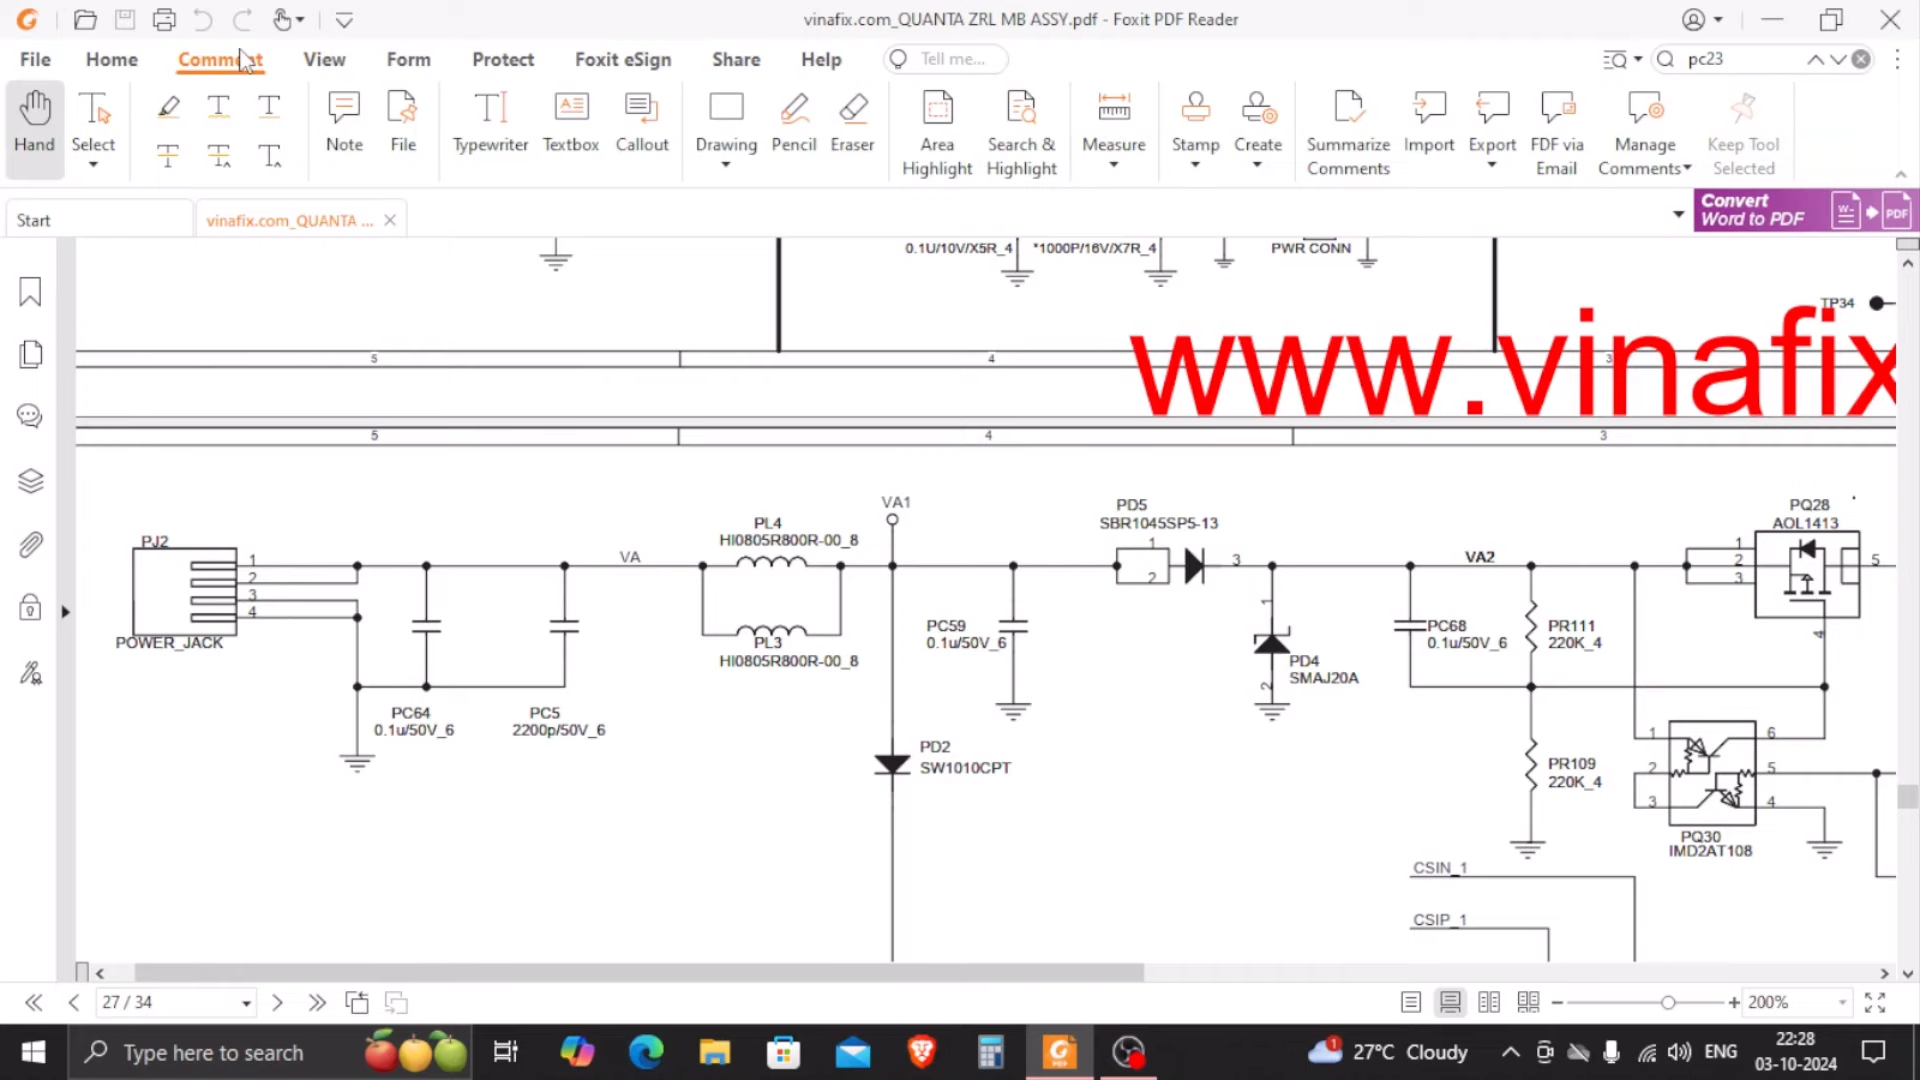 vinafix.com_QUANTA ZRL MB ASSY.pdf - Foxit PDF Reader
File Home Comment View Form Protect Foxit eSign Share Help Tell me... pc23
Hand Select Note File Typewriter Textbox Callout Drawing Pencil Eraser Area Highlight Search & Highlight Measure Stamp Create Summarize Comments Import Export FDF via Email Manage Comments Keep Tool Selected
Start vinafix.com_QUANTA ... Convert Word to PDF
0.1U/10V/X5R_4 *1000P/16V/X7R_4 PWR CONN
TP34
www.vinafix
5 4 3
5 4 3
VA1
PD5
SBR1045SP5-13
PQ28
AOL1413
PJ2
1
2
3
4
POWER_JACK
VA
PL4
HI0805R800R-00_8
PL3
HI0805R800R-00_8
1
2
3
VA2
1
2
3
5
4
PC59
0.1u/50V_6
1
2
PD4
SMAJ20A
PC68
0.1u/50V_6
PR111
220K_4
PC64
0.1u/50V_6
PC5
2200p/50V_6
PD2
SW1010CPT
PR109
220K_4
1 6
2 5
3 4
PQ30
IMD2AT108
CSIN_1
CSIP_1
27 / 34 200%
Type here to search 1 27°C Cloudy ENG 22:28
03-10-2024